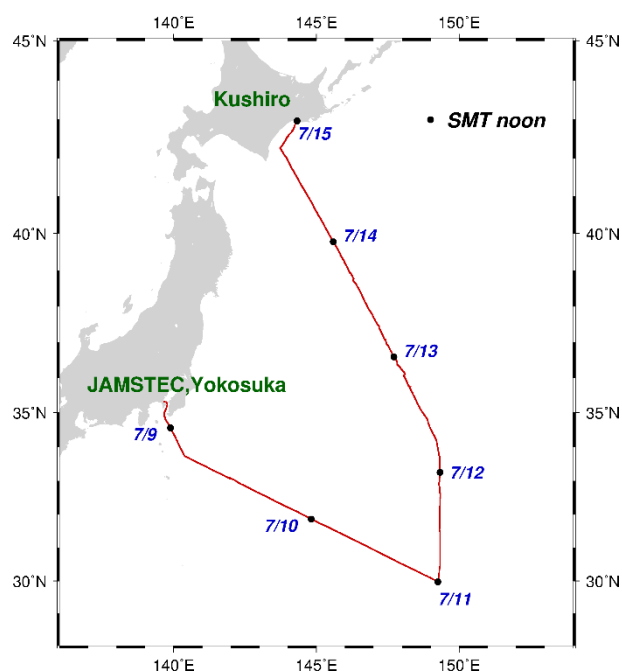 140°E 145°E 150°E
45°N 45°N
Kushiro
7/15
SMT noon
40°N 40°N
7/14
7/13
JAMSTEC,Yokosuka
35°N 35°N
7/9
7/12
7/10
30°N 30°N
7/11
140°E 145°E 150°E